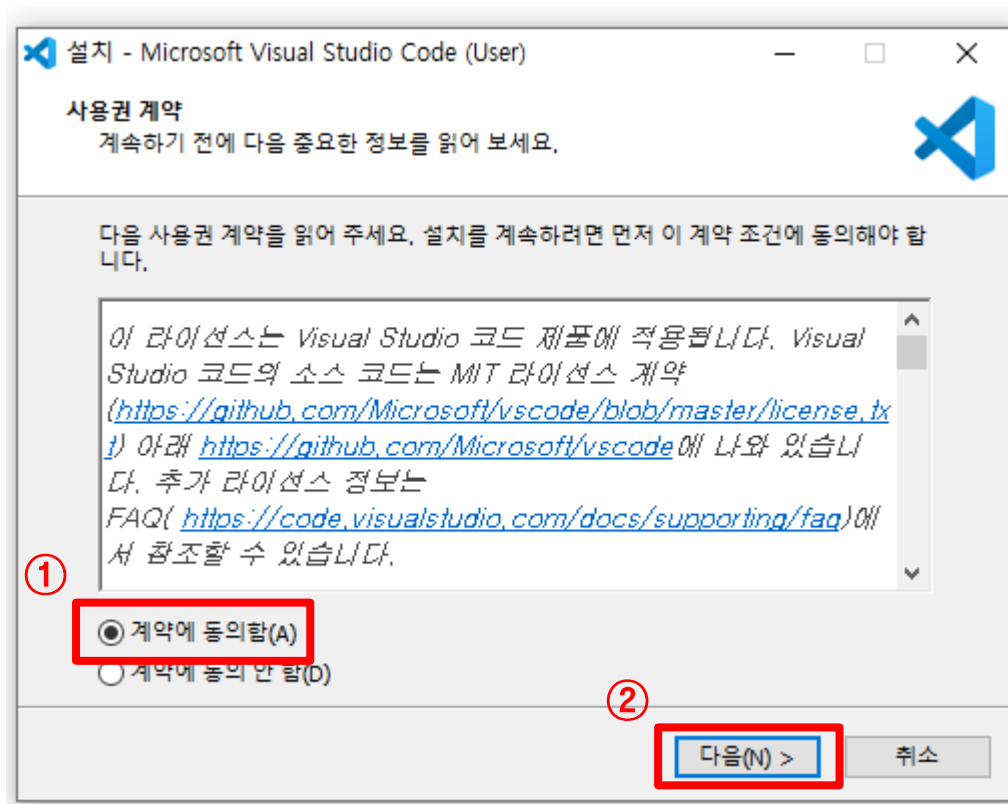 설치 - Microsoft Visual Studio Code (User)
사용권 계약
계속하기 전에 다음 중요한 정보를 읽어 보세요.
다음 사용권 계약을 읽어 주세요. 설치를 계속하려면 먼저 이 계약 조건에 동의해야 합
니다.
이 라이선스는 Visual Studio 코드 제품에 적용됩니다. Visual
Studio 코드의 소스 코드는 MIT 라이선스 계약
(https://github.com/Microsoft/vscode/blob/master/license.tx
t) 아래 https://github.com/Microsoft/vscode에 나와 있습니
다. 추가 라이선스 정보는
FAQ( https://code.visualstudio.com/docs/supporting/faq)에
서 참조할 수 있습니다.
①
계약에 동의함(A)
계약에 동의 안 함(D)
②
다음(N) >
취소